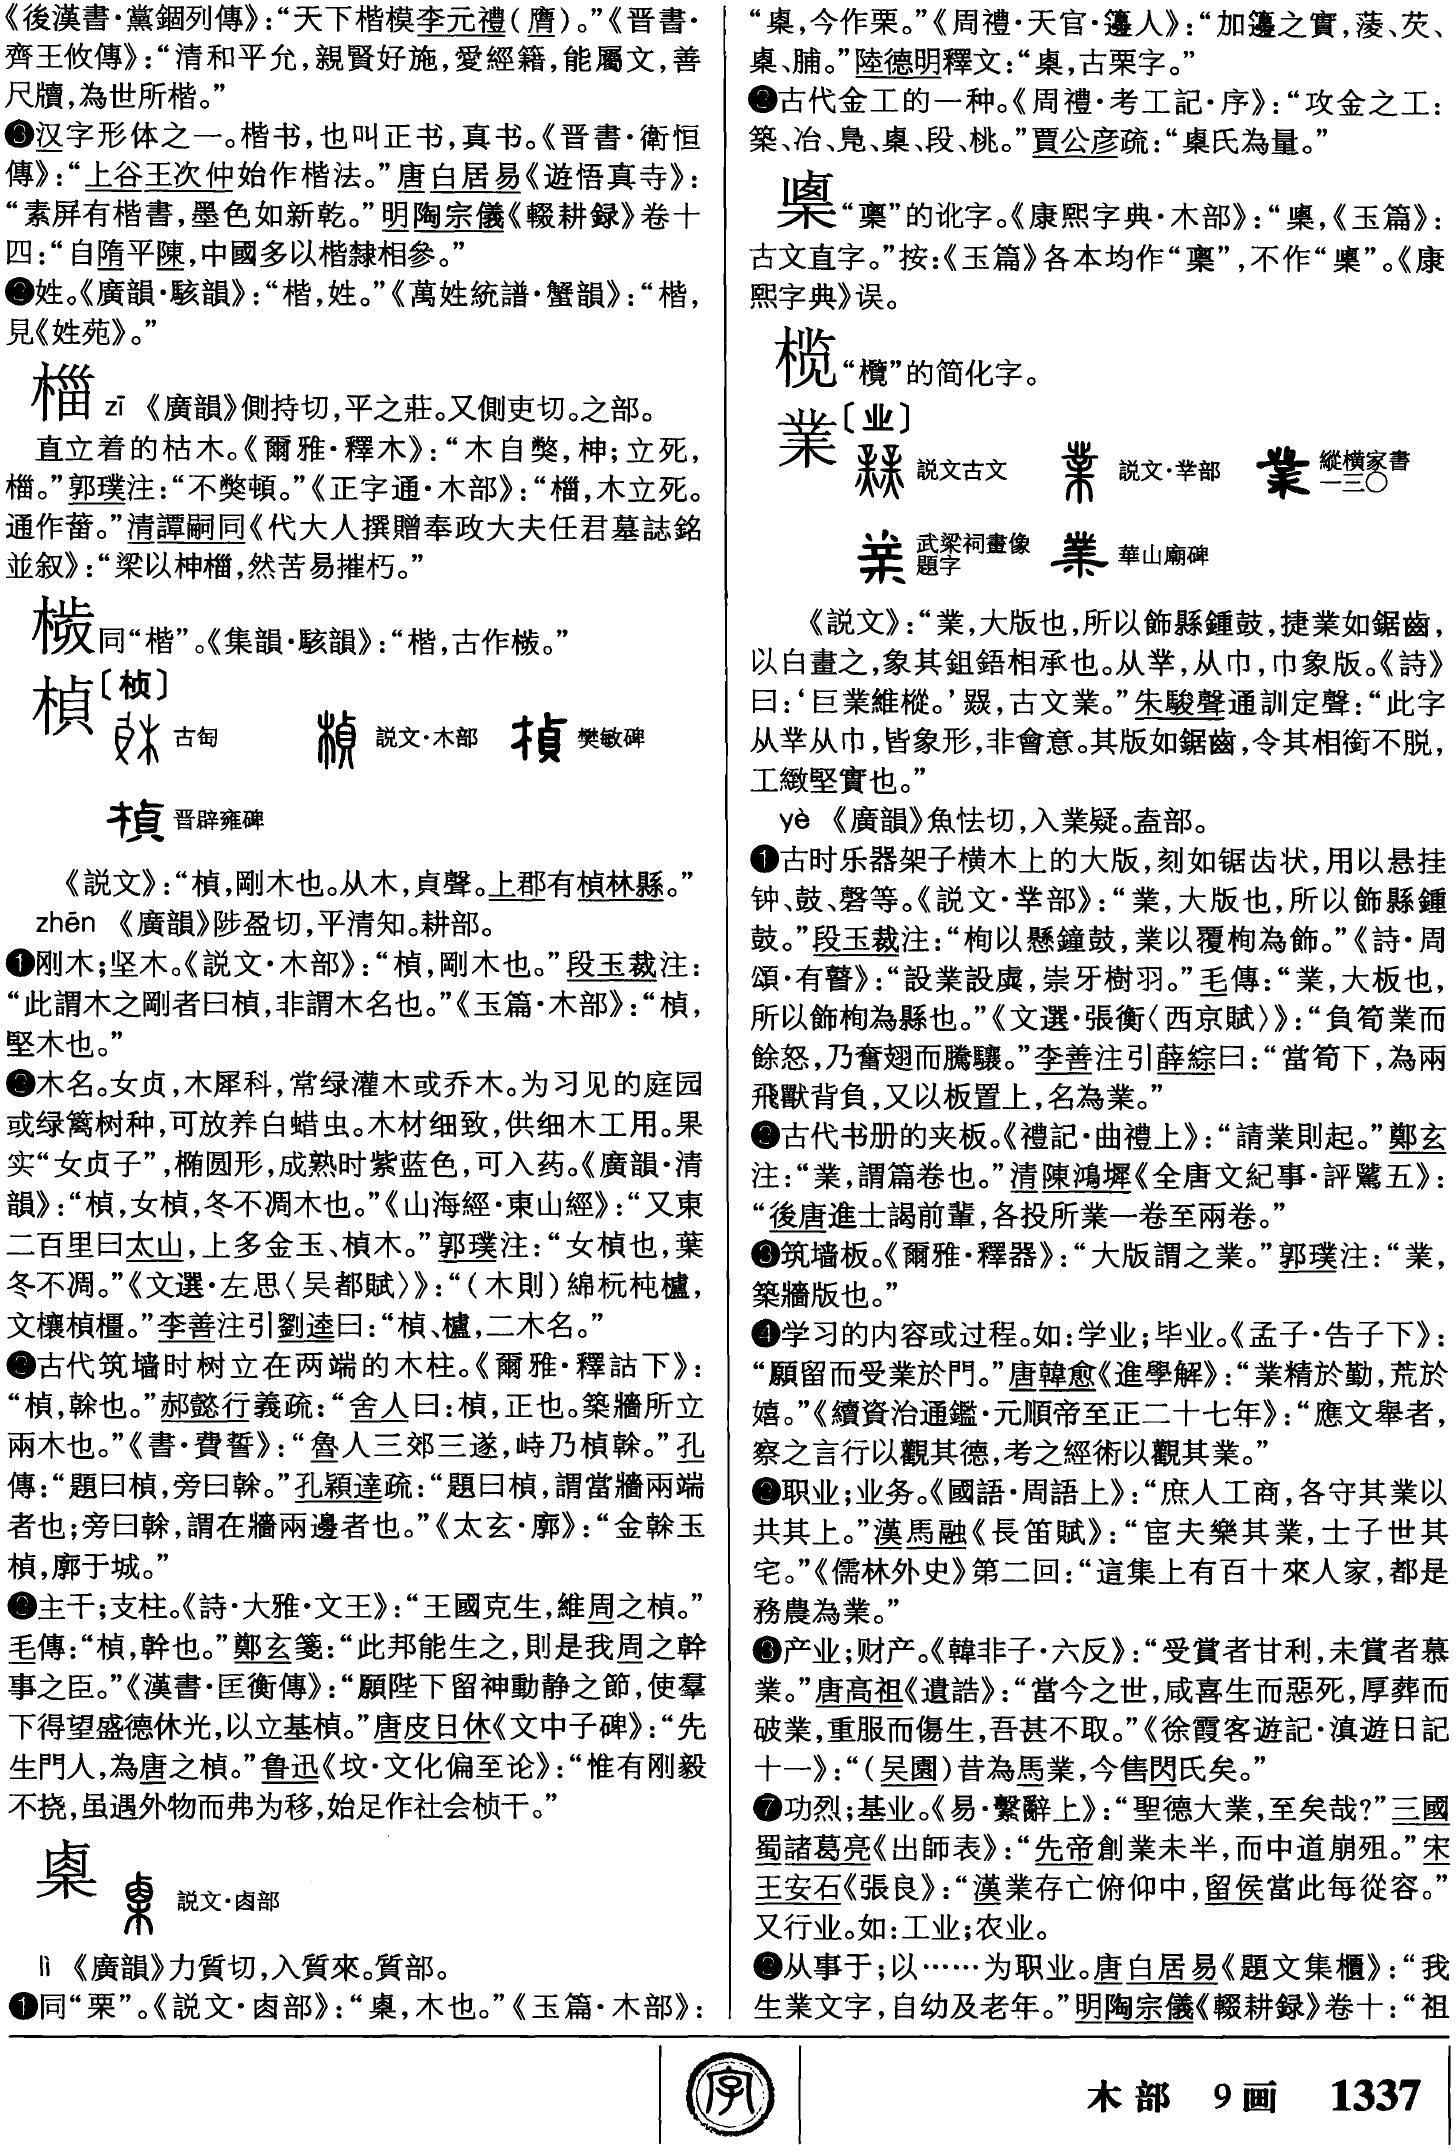 《後漢書·黨錮列傳》：“天下楷模李元禮（膺）。”《晋書·
齊王攸傳》：“清和平允，親賢好施，愛經籍，能屬文，善
尺牘，為世所楷。”
❸汉字形体之一。楷书，也叫正书，真书。《晋書·衛恒
傳》：“上谷王次仲始作楷法。”唐白居易《遊悟真寺》：
“素屏有楷書，墨色如新乾。”明陶宗儀《輟耕録》卷十
四：“自隋平陳，中國多以楷隸相參。”
姓。《廣韻·駭韻》：“楷，姓。”《萬姓統譜·蟹韻》：“楷，
見《姓苑》。”
椔 zī 《廣韻》側持切，平之莊。又側吏切。之部。
直立着的枯木。《爾雅·釋木》：“木自獘，柛；立死，
椔。”郭璞注：“不獘頓。”《正字通·木部》：“椔，木立死。
通作菑。”清譚嗣同《代大人撰贈奉政大夫任君墓誌銘
並叙》：“梁以柛椔，然苦易摧朽。”
同“楷”。《集韻·駭韻》：“楷，古作。”
楨〔桢〕
古匋 説文·木部 樊敏碑
晋辟雍碑
《説文》：“楨，剛木也。从木，貞聲。上郡有楨林縣。”
zhēn 《廣韻》陟盈切，平清知。耕部。
❶刚木；坚木。《説文·木部》：“楨，剛木也。”段玉裁注：
“此謂木之剛者曰楨，非謂木名也。”《玉篇·木部》：“楨，
堅木也。”
❷木名。女贞，木犀科，常绿灌木或乔木。为习见的庭园
或绿篱树种，可放养白蜡虫。木材细致，供细木工用。果
实“女贞子”，椭圆形，成熟时紫蓝色，可入药。《廣韻·清
韻》：“楨，女楨，冬不凋木也。”《山海經·東山經》：“又東
二百里曰太山，上多金玉、楨木。”郭璞注：“女楨也，葉
冬不凋。”《文選·左思〈吴都賦〉》：“（木則）綿杬杶櫨，
文欀楨橿。”李善注引劉逵曰：“楨、櫨，二木名。”
❸古代筑墙时树立在两端的木柱。《爾雅·釋詁下》：
“楨，榦也。”郝懿行義疏：“舍人曰：楨，正也。築牆所立
兩木也。”《書·費誓》：“魯人三郊三遂，峙乃楨榦。”孔
傳：“題曰楨，旁曰榦。”孔穎達疏：“題曰楨，謂當牆兩端
者也；旁曰榦，謂在牆兩邊者也。”《太玄·廓》：“金榦玉
楨，廓于城。”
主干；支柱。《詩·大雅·文王》：“王國克生，維周之楨。”
毛傳：“楨，幹也。”鄭玄箋：“此邦能生之，則是我周之幹
事之臣。”《漢書·匡衡傳》：“願陛下留神動静之節，使羣
下得望盛德休光，以立基楨。”唐皮日休《文中子碑》：“先
生門人，為唐之楨。”鲁迅《坟·文化偏至论》：“惟有刚毅
不挠，虽遇外物而弗为移，始足作社会桢干。”
㮚
説文·卤部
lì 《廣韻》力質切，入質來。質部。
❶同“栗”。《説文·卤部》：“㮚，木也。”《玉篇·木部》：
“㮚，今作栗。”《周禮·天官·籩人》：“加籩之實，蔆、芡、
㮚、脯。”陸德明釋文：“㮚，古栗字。”
❷古代金工的一种。《周禮·考工記·序》：“攻金之工：
築、冶、鳧、㮚、段、桃。”賈公彦疏：“㮚氏為量。”
“”的讹字。《康熙字典·木部》：“，《玉篇》：
古文直字。”按：《玉篇》各本均作“”，不作“”。《康
熙字典》误。
榄“欖”的简化字。
業〔业〕
説文古文 説文·丵部 縱横家書一三〇
武梁祠畫像題字 華山廟碑
《説文》：“業，大版也，所以飾縣鍾鼓，捷業如鋸齒，
以白畫之，象其鉏鋙相承也。从丵，从巾，巾象版。《詩》
曰：‘巨業維樅。’，古文業。”朱駿聲通訓定聲：“此字
从丵从巾，皆象形，非會意。其版如鋸齒，令其相銜不脱，
工緻堅實也。”
yè 《廣韻》魚怯切，入業疑。盍部。
❶古时乐器架子横木上的大版，刻如锯齿状，用以悬挂
钟、鼓、磬等。《説文·丵部》：“業，大版也，所以飾縣鍾
鼓。”段玉裁注：“栒以懸鐘鼓，業以覆栒為飾。”《詩·周
頌·有瞽》：“設業設虡，崇牙樹羽。”毛傳：“業，大板也，
所以飾栒為縣也。”《文選·張衡〈西京賦〉》：“負筍業而
餘怒，乃奮翅而騰驤。”李善注引薛綜曰：“當筍下，為兩
飛獸背負，又以板置上，名為業。”
❷古代书册的夹板。《禮記·曲禮上》：“請業則起。”鄭玄
注：“業，謂篇卷也。”清陳鴻墀《全唐文紀事·評騭五》：
“後唐進士謁前輩，各投所業一卷至兩卷。”
❸筑墙板。《爾雅·釋器》：“大版謂之業。”郭璞注：“業，
築牆版也。”
❹学习的内容或过程。如：学业；毕业。《孟子·告子下》：
“願留而受業於門。”唐韓愈《進學解》：“業精於勤，荒於
嬉。”《續資治通鑑·元順帝至正二十七年》：“應文舉者，
察之言行以觀其德，考之經術以觀其業。”
职业；业务。《國語·周語上》：“庶人工商，各守其業以
共其上。”漢馬融《長笛賦》：“宦夫樂其業，士子世其
宅。”《儒林外史》第二回：“這集上有百十來人家，都是
務農為業。”
产业；财产。《韓非子·六反》：“受賞者甘利，未賞者慕
業。”唐高祖《遺誥》：“當今之世，咸喜生而惡死，厚葬而
破業，重服而傷生，吾甚不取。”《徐霞客遊記·滇遊日記
十一》：“（吴園）昔為馬業，今售閃氏矣。”
❼功烈；基业。《易·繫辭上》：“聖德大業，至矣哉？”三國
蜀諸葛亮《出師表》：“先帝創業未半，而中道崩殂。”宋
王安石《張良》：“漢業存亡俯仰中，留侯當此每從容。”
又行业。如：工业；农业。
从事于；以……为职业。唐白居易《題文集櫃》：“我
生業文字，自幼及老年。”明陶宗儀《輟耕録》卷十：“祖
字
木部 9画 1337